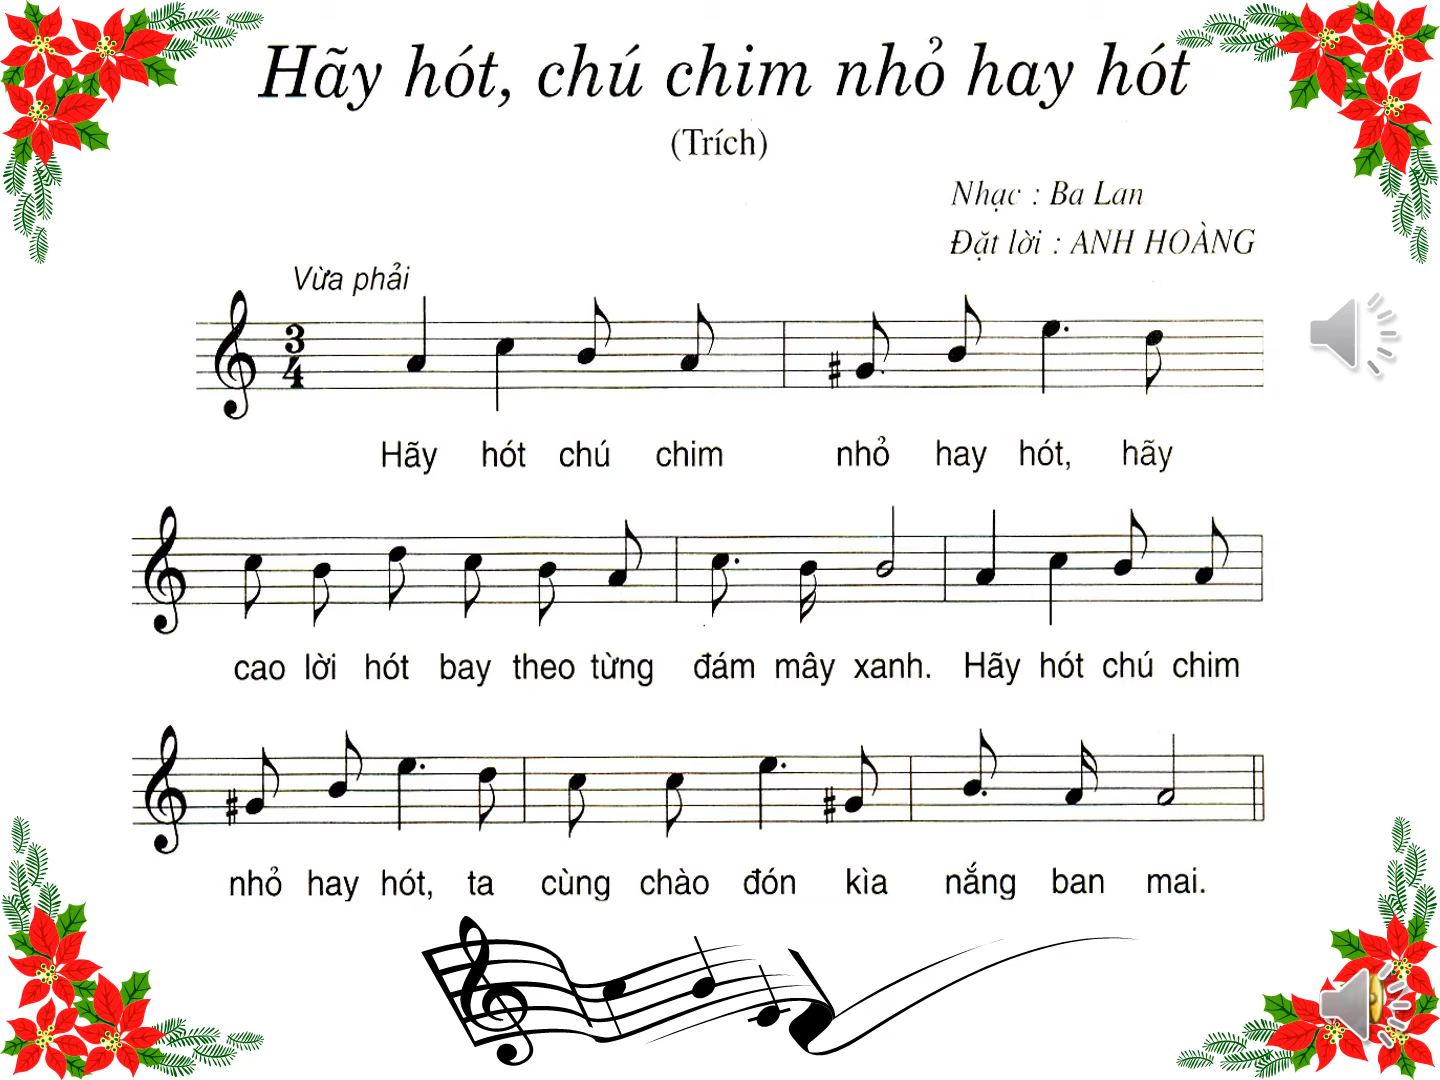 Hãy hót, chú chim nhỏ hay hót
(Trích)
Nhạc : Ba Lan
Đặt lời : ANH HOÀNG
Vừa phải
3
4
Hãy hót chú chim nhỏ hay hót, hãy
cao lời hót bay theo từng đám mây xanh. Hãy hót chú chim
nhỏ hay hót, ta cùng chào đón kìa nắng ban mai.